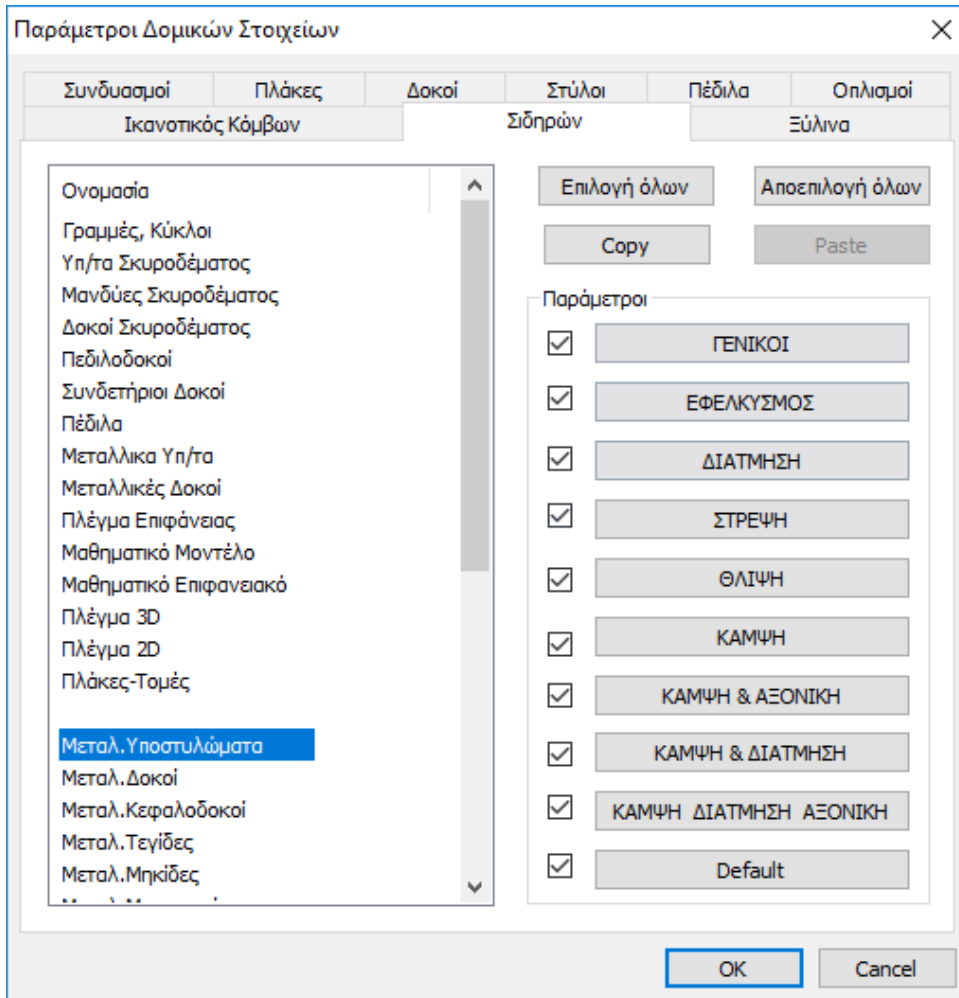 Παράμετροι Δομικών Στοιχείων
Συνδυασμοί Πλάκες Δοκοί Στύλοι Πέδιλα Οπλισμοί
Ικανοτικός Κόμβων Σιδηρών Ξύλινα
Ονομασία
Γραμμές, Κύκλοι
Υπ/τα Σκυροδέματος
Μανδύες Σκυροδέματος
Δοκοί Σκυροδέματος
Πεδιλοδοκοί
Συνδετήριοι Δοκοί
Πέδιλα
Μεταλλικα Υπ/τα
Μεταλλικές Δοκοί
Πλέγμα Επιφάνειας
Μαθηματικό Μοντέλο
Μαθηματικό Επιφανειακό
Πλέγμα 3D
Πλέγμα 2D
Πλάκες-Τομές
Μεταλ.Υποστυλώματα
Μεταλ.Δοκοί
Μεταλ.Κεφαλοδοκοί
Μεταλ.Τεγίδες
Μεταλ.Μηκίδες
Επιλογή όλων Αποεπιλογή όλων
Copy Paste
Παράμετροι
ΓΕΝΙΚΟΙ
ΕΦΕΛΚΥΣΜΟΣ
ΔΙΑΤΜΗΣΗ
ΣΤΡΕΨΗ
ΘΛΙΨΗ
ΚΑΜΨΗ
ΚΑΜΨΗ & ΑΞΟΝΙΚΗ
ΚΑΜΨΗ & ΔΙΑΤΜΗΣΗ
ΚΑΜΨΗ ΔΙΑΤΜΗΣΗ ΑΞΟΝΙΚΗ
Default
OK Cancel